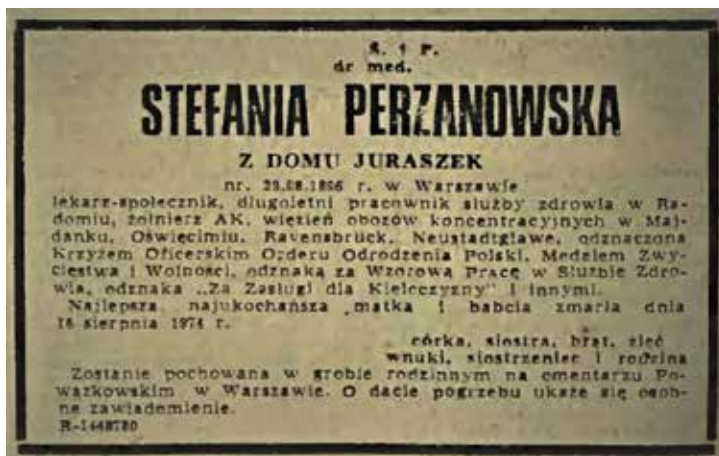 Ś. † P.
dr med.
STEFANIA PERZANOWSKA
Z DOMU JURASZEK
nr. 29.08.1896 r. w Warszawie
lekarz-społecznik, długoletni pracownik służby zdrowia w Ra-
domiu, żołnierz AK, więzień obozów koncentracyjnych w Maj-
danku, Oświęcimiu, Ravensbrück, Neustadtglawe, odznaczona
Krzyżem Oficerskim Orderu Odrodzenia Polski, Medalem Zwy-
cięstwa i Wolności, odznaką za Wzorową Pracę w Służbie Zdro-
wia, odznaka „Za Zasługi dla Kielecczyzny" i innymi.
Najlepsza, najukochańsza matka i babcia zmarła dnia
16 sierpnia 1974 r.
córka, siostra, brat, zięć
wnuki, siostrzeniec i rodzina
Zostanie pochowana w grobie rodzinnym na cmentarzu Po-
wązkowskim w Warszawie. O dacie pogrzebu ukaże się osob-
ne zawiadomienie.
R-1448780